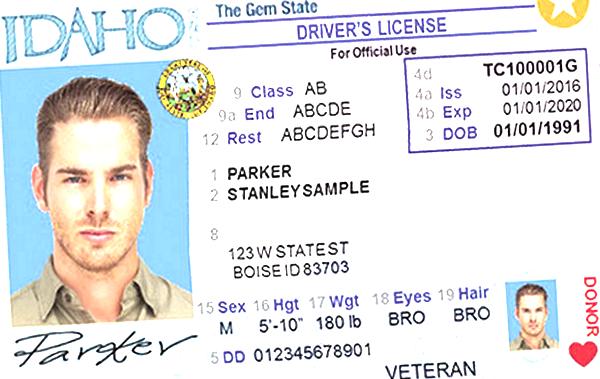 IDAHO
The Gem State
DRIVER'S LICENSE
For Official Use
9 Class AB
9a End ABCDE
12 Rest ABCDEFGH
4d TC100001G
4a Iss 01/01/2016
4b Exp 01/01/2020
3 DOB 01/01/1991
1 PARKER
2 STANLEYSAMPLE
8
123 W STATE ST
BOISE ID 83703
15 Sex 16 Hgt 17 Wgt 18 Eyes 19 Hair
M 5'-10" 180 lb BRO BRO
5 DD 012345678901
Parker
VETERAN
DONOR